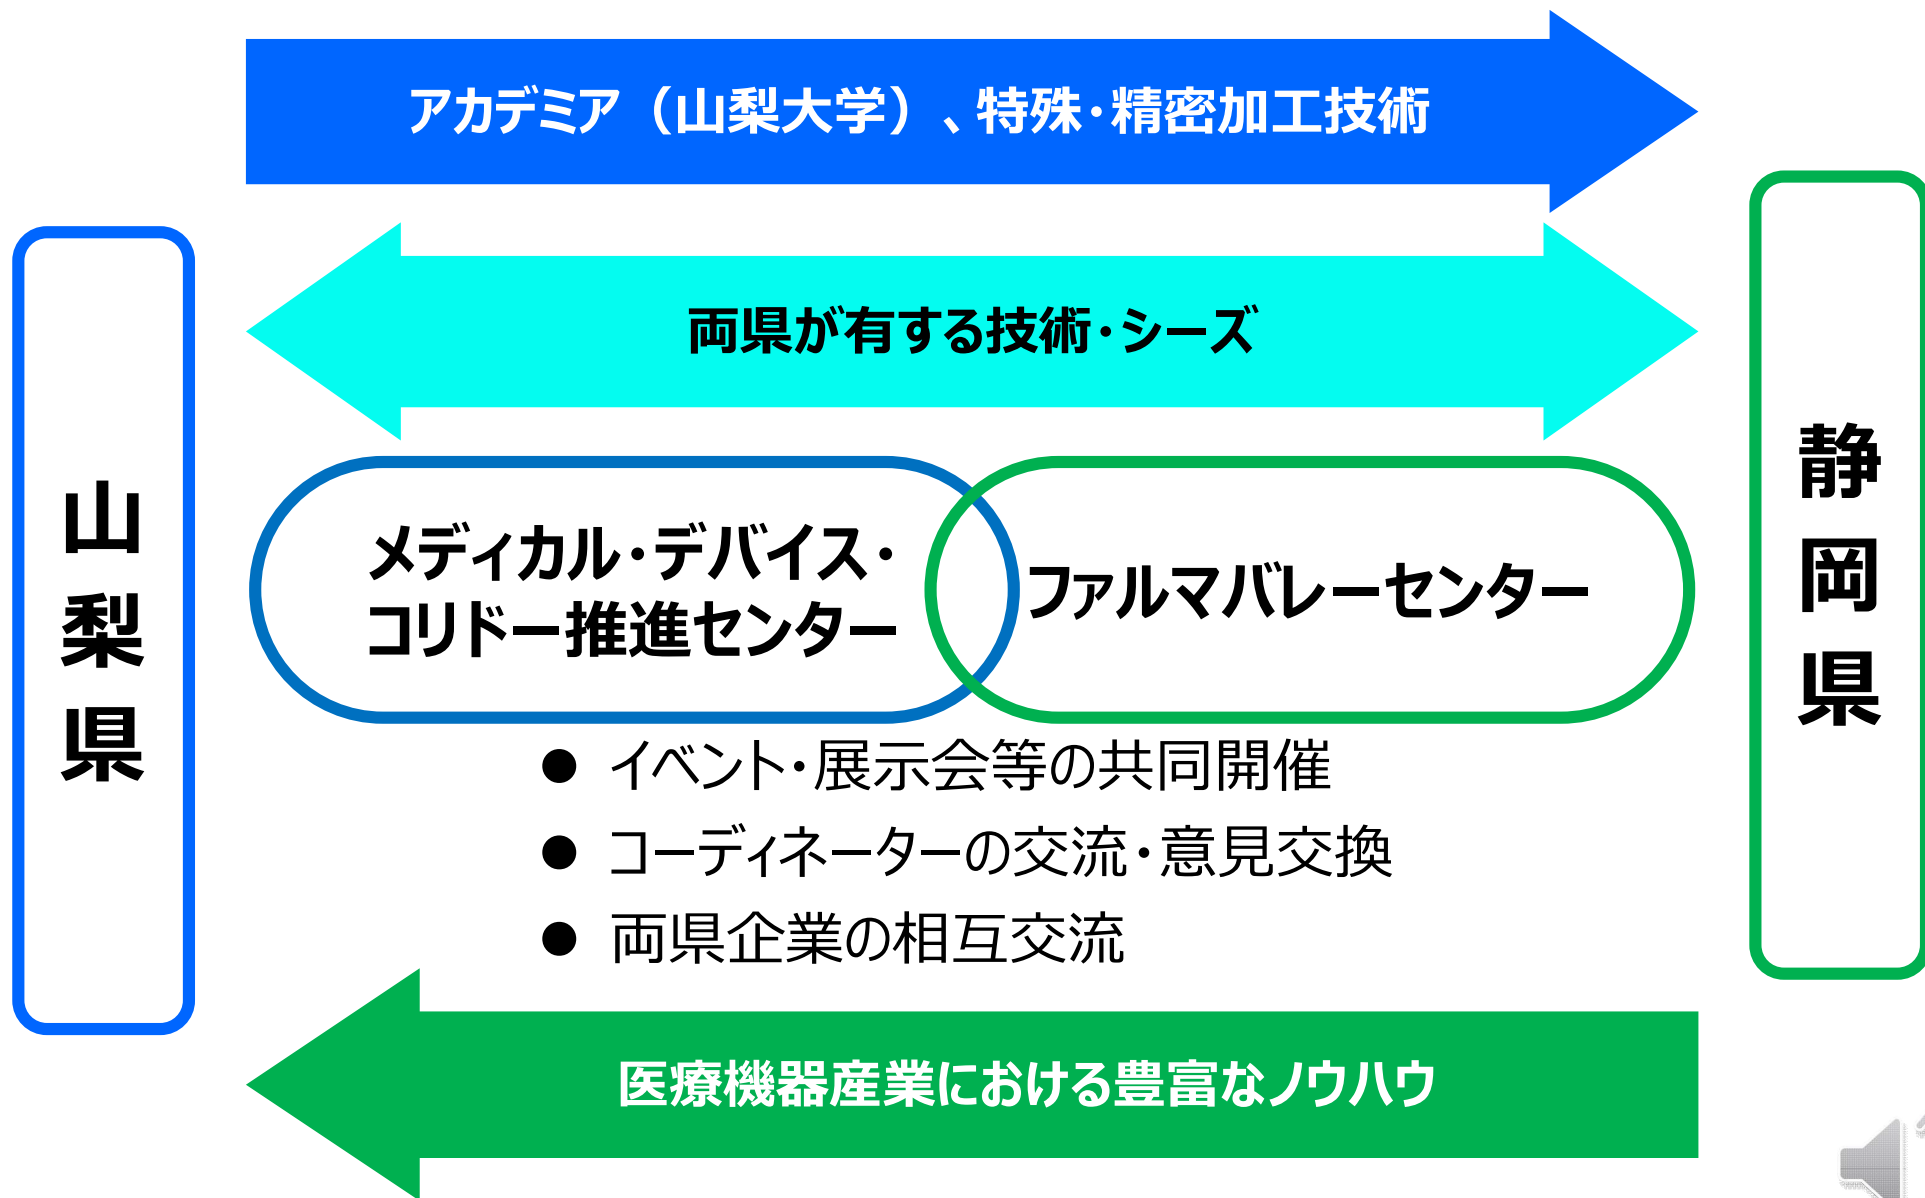 アカデミア（山梨大学）、特殊・精密加工技術
両県が有する技術・シーズ
山梨県
メディカル・デバイス・
コリドー推進センター
ファルマバレーセンター
静岡県
● イベント・展示会等の共同開催
● コーディネーターの交流・意見交換
● 両県企業の相互交流
医療機器産業における豊富なノウハウ